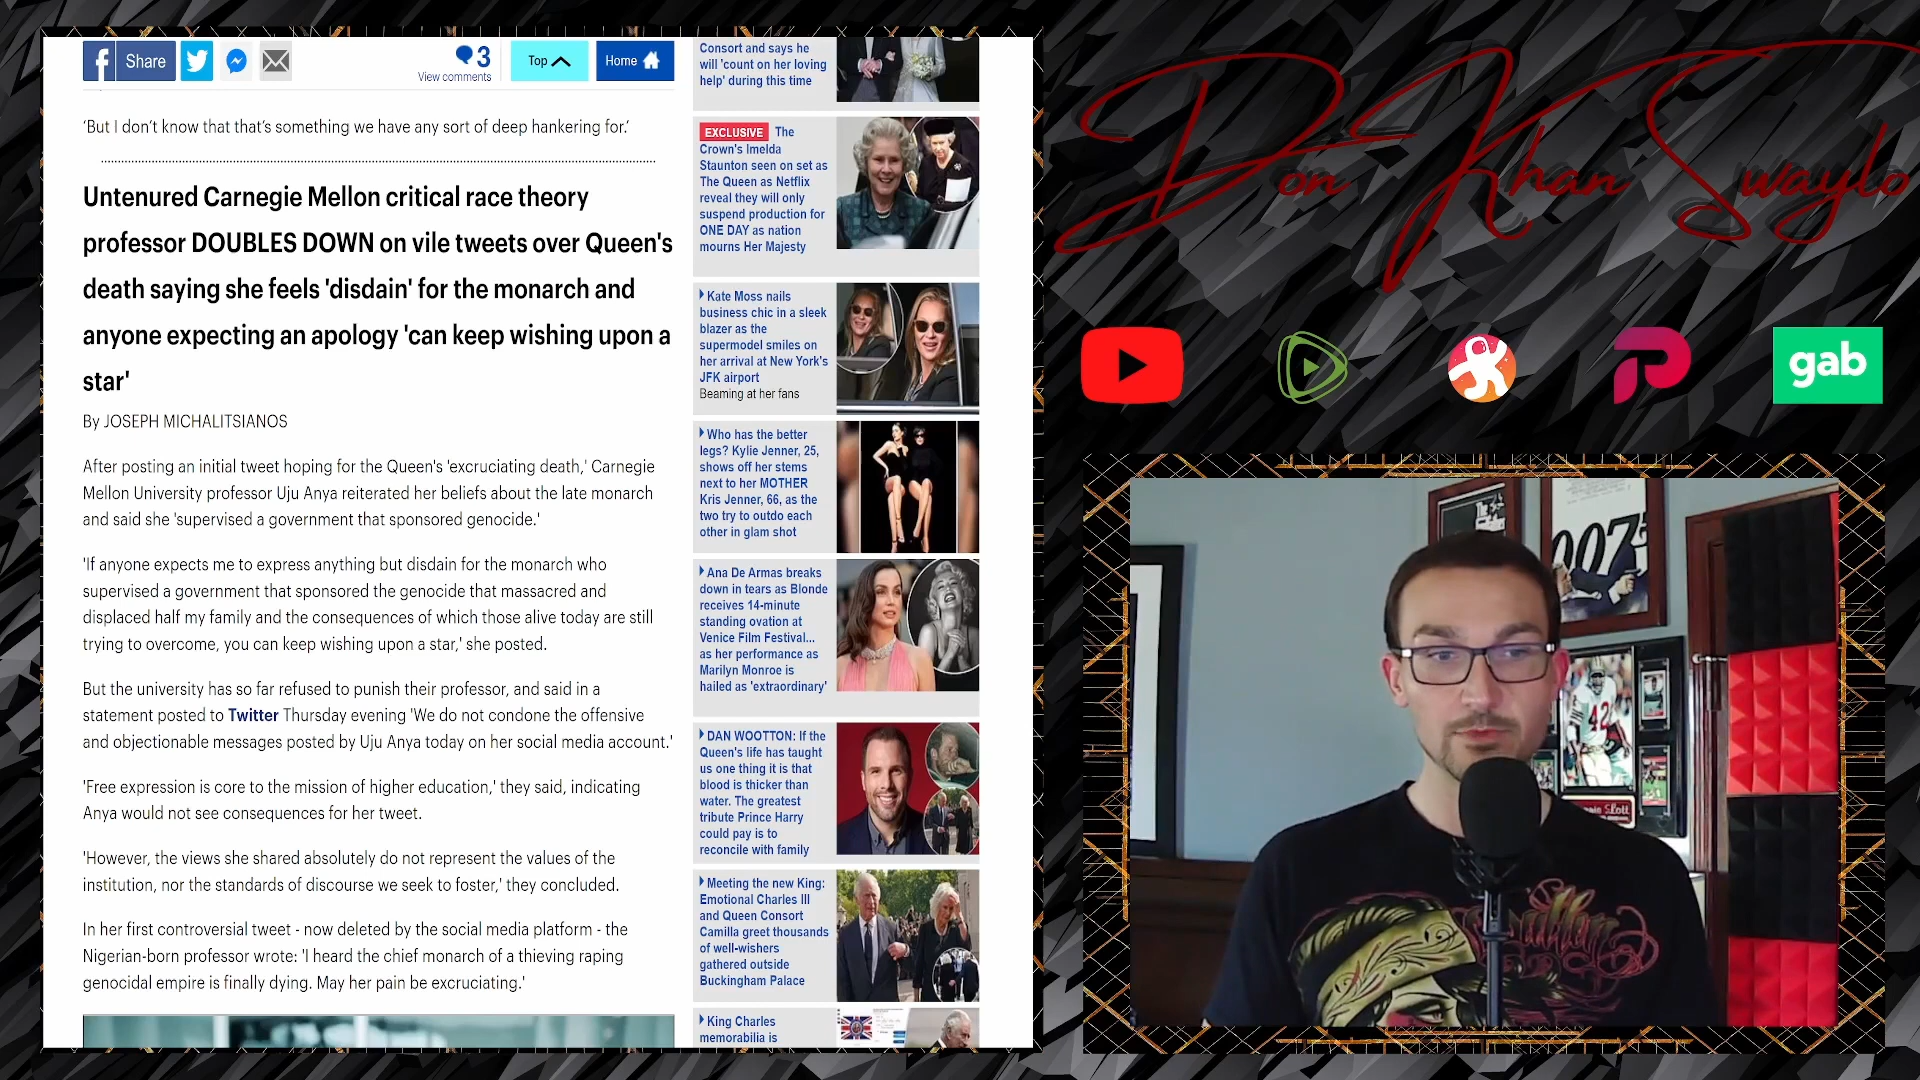 Share
3
View comments
Top
Home
'But I don't know that that's something we have any sort of deep hankering for.'
Untenured Carnegie Mellon critical race theory
professor DOUBLES DOWN on vile tweets over Queen's
death saying she feels 'disdain' for the monarch and
anyone expecting an apology 'can keep wishing upon a
star'
By JOSEPH MICHALITSIANOS
After posting an initial tweet hoping for the Queen's 'excruciating death,' Carnegie
Mellon University professor Uju Anya reiterated her beliefs about the late monarch
and said she 'supervised a government that sponsored genocide.'
'If anyone expects me to express anything but disdain for the monarch who
supervised a government that sponsored the genocide that massacred and
displaced half my family and the consequences of which those alive today are still
trying to overcome, you can keep wishing upon a star,' she posted.
But the university has so far refused to punish their professor, and said in a
statement posted to Twitter Thursday evening 'We do not condone the offensive
and objectionable messages posted by Uju Anya today on her social media account.'
'Free expression is core to the mission of higher education,' they said, indicating
Anya would not see consequences for her tweet.
'However, the views she shared absolutely do not represent the values of the
institution, nor the standards of discourse we seek to foster,' they concluded.
In her first controversial tweet - now deleted by the social media platform - the
Nigerian-born professor wrote: 'I heard the chief monarch of a thieving raping
genocidal empire is finally dying. May her pain be excruciating.'
Consort and says he
will 'count on her loving
help' during this time
EXCLUSIVE The
Crown's Imelda
Staunton seen on set as
The Queen as Netflix
reveal they will only
suspend production for
ONE DAY as nation
mourns Her Majesty
Kate Moss nails
business chic in a sleek
blazer as the
supermodel smiles on
her arrival at New York's
JFK airport
Beaming at her fans
Who has the better
legs? Kylie Jenner, 25,
shows off her stems
next to her MOTHER
Kris Jenner, 66, as the
two try to outdo each
other in glam shot
Ana De Armas breaks
down in tears as Blonde
receives 14-minute
standing ovation at
Venice Film Festival...
as her performance as
Marilyn Monroe is
hailed as 'extraordinary'
DAN WOOTTON: If the
Queen's life has taught
us one thing it is that
blood is thicker than
water. The greatest
tribute Prince Harry
could pay is to
reconcile with family
Meeting the new King:
Emotional Charles III
and Queen Consort
Camilla greet thousands
of well-wishers
gathered outside
Buckingham Palace
King Charles
memorabilia is
Don Khan Swaylo
gab
007
42